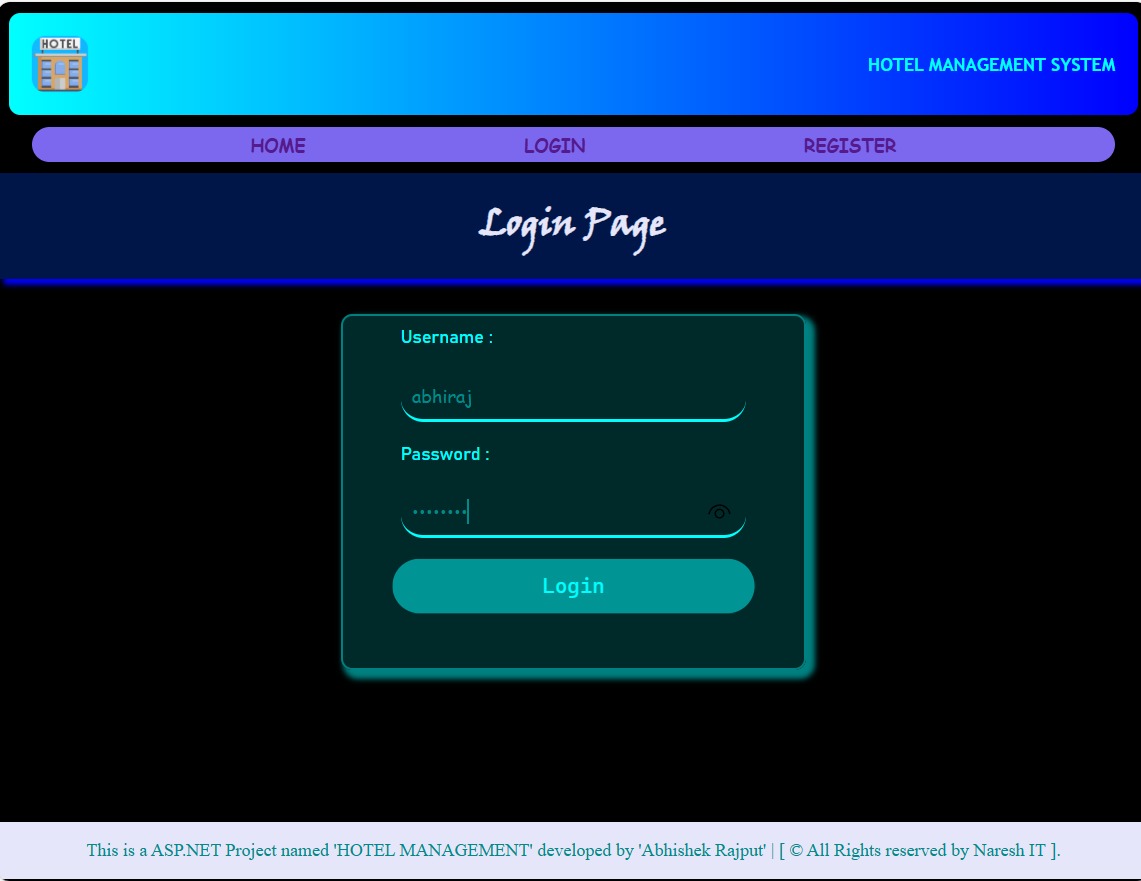 HOTEL
HOTEL MANAGEMENT SYSTEM
HOME LOGIN REGISTER
Login Page
Username :
abhiraj
Password :
••••••••
Login
This is a ASP.NET Project named 'HOTEL MANAGEMENT' developed by 'Abhishek Rajput' | [ © All Rights reserved by Naresh IT ].